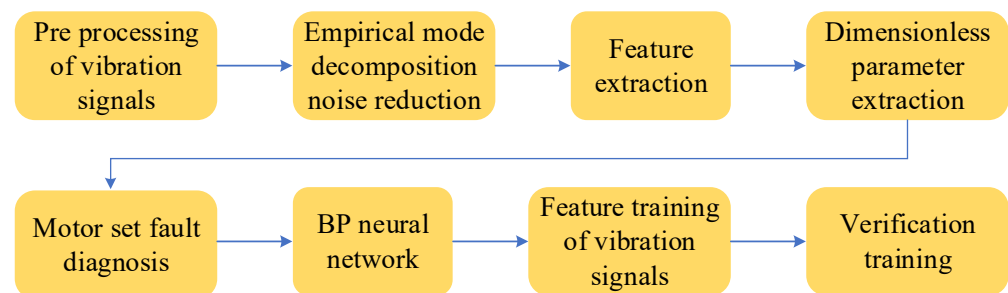 Pre processing
of vibration
signals
Empirical mode
decomposition
noise reduction
Feature
extraction
Dimensionless
parameter
extraction
Motor set fault
diagnosis
BP neural
network
Feature training
of vibration
signals
Verification
training